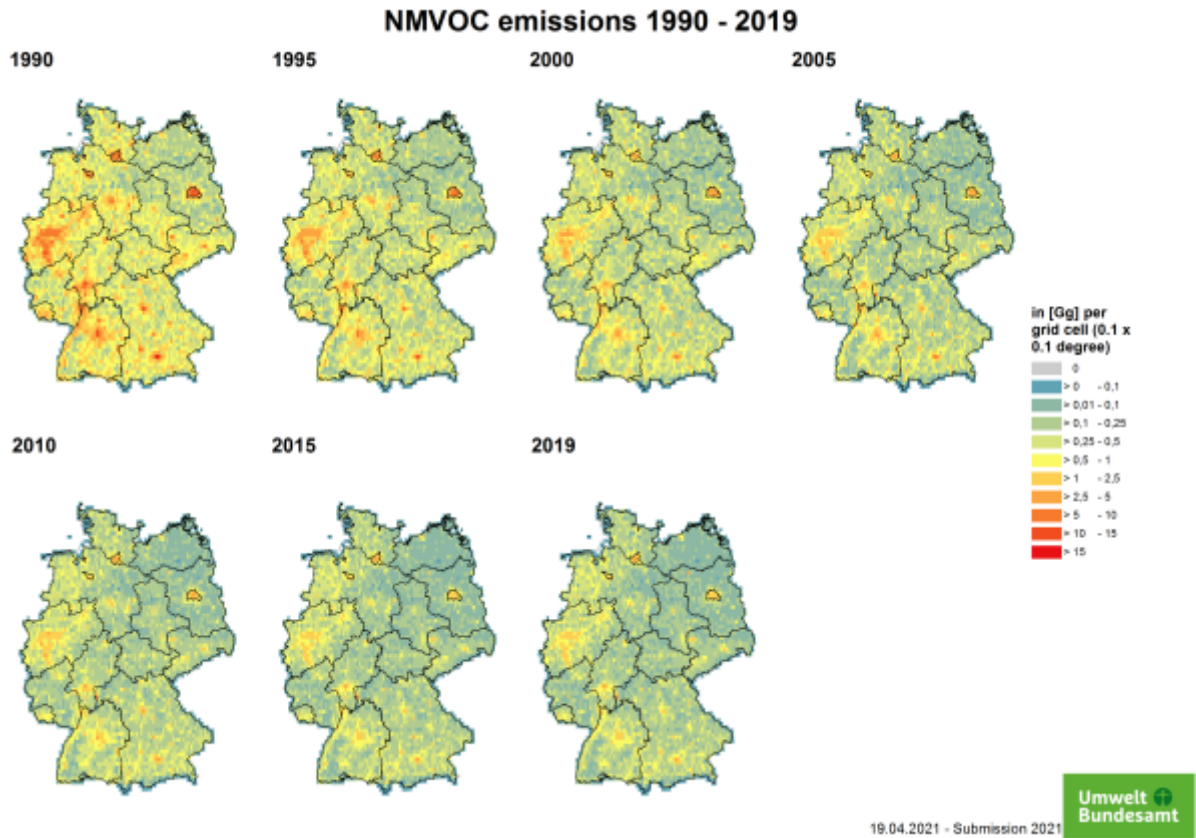 NMVOC emissions 1990 - 2019
1990
1995
2000
2005
in [Gg] per
grid cell (0.1 x
0.1 degree)
0
> 0 - 0,1
> 0,01 - 0,1
> 0,1 - 0,25
> 0,25 - 0,5
> 0,5 - 1
> 1 - 2,5
> 2,5 - 5
> 5 - 10
> 10 - 15
> 15
2010
2015
2019
Umwelt
Bundesamt
19.04.2021 - Submission 2021